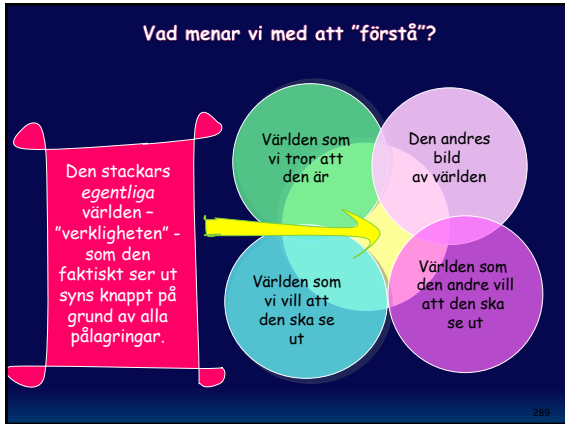 Vad menar vi med att ”förstå”?
Den stackars
egentliga
världen –
”verkligheten” -
som den
faktiskt ser ut
syns knappt på
grund av alla
pålagringar.
Världen som
vi tror att
den är
Den andres
bild
av världen
Världen som
vi vill att
den ska se
ut
Världen som
den andre vill
att den ska
se ut
289